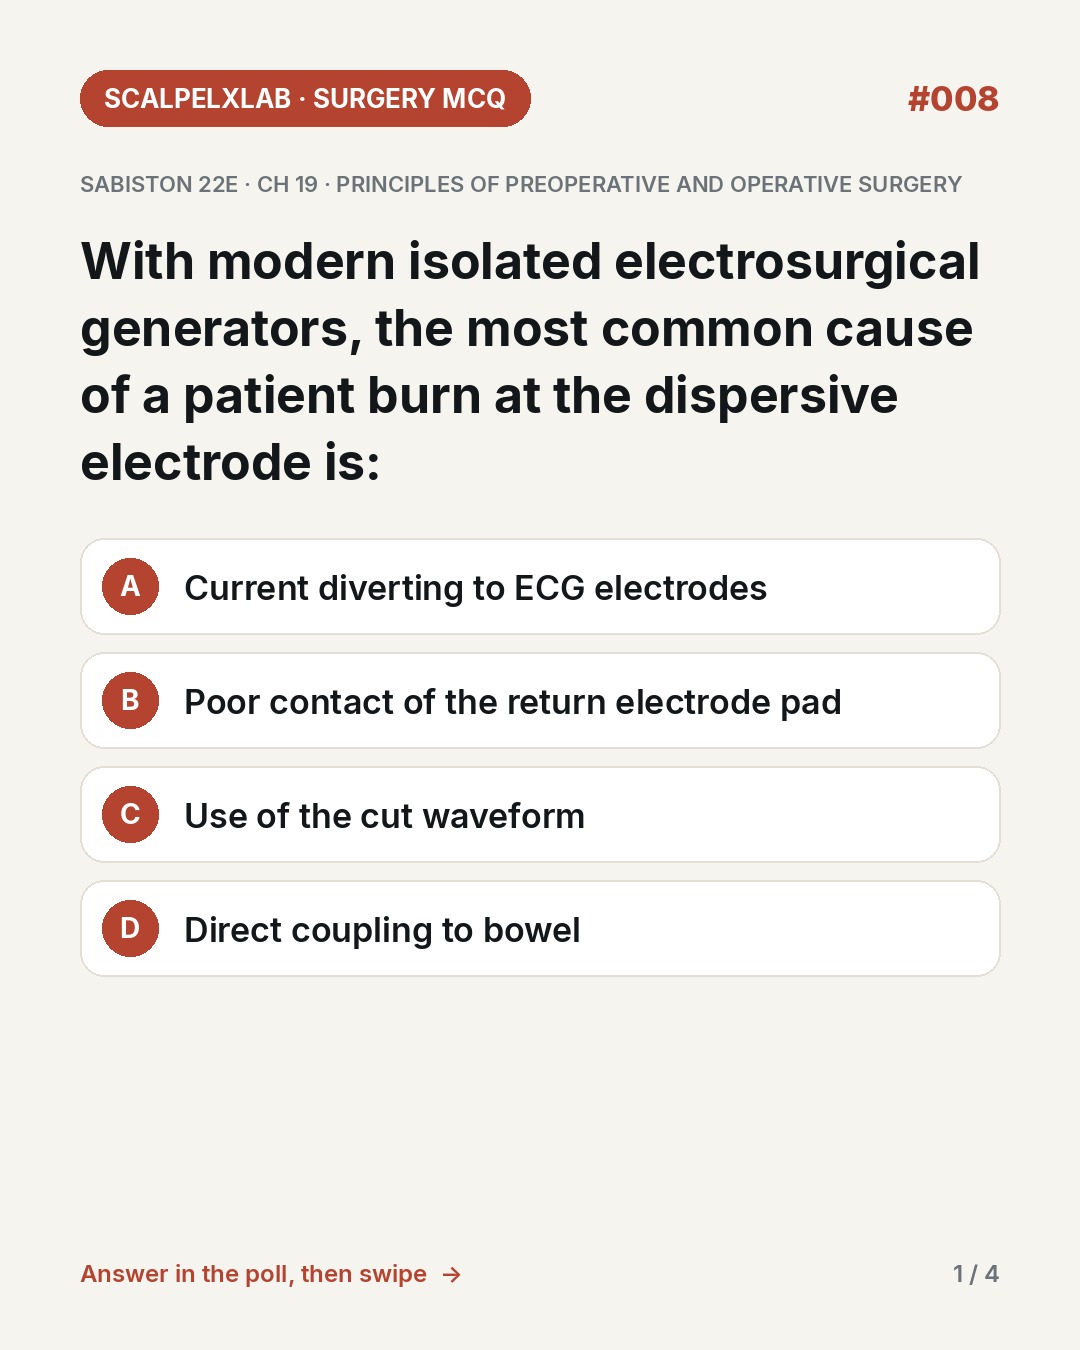 SCALPELXLAB · SURGERY MCQ
#008
SABISTON 22E · CH 19 · PRINCIPLES OF PREOPERATIVE AND OPERATIVE SURGERY
With modern isolated electrosurgical
generators, the most common cause
of a patient burn at the dispersive
electrode is:
A Current diverting to ECG electrodes
B Poor contact of the return electrode pad
C Use of the cut waveform
D Direct coupling to bowel
Answer in the poll, then swipe →
1 / 4